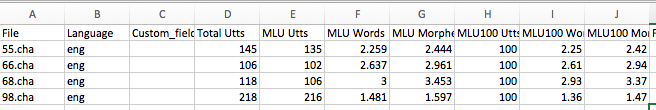 A B C D E F G H I J
File Language Custom_field Total Utts MLU Utts MLU Words MLU Morphe MLU100 Utts MLU100 Wo MLU100 Mo
55.cha eng 145 135 2.259 2.444 100 2.25 2.42
66.cha eng 106 102 2.637 2.961 100 2.61 2.94
68.cha eng 118 106 3 3.453 100 2.93 3.37
98.cha eng 218 216 1.481 1.597 100 1.36 1.47